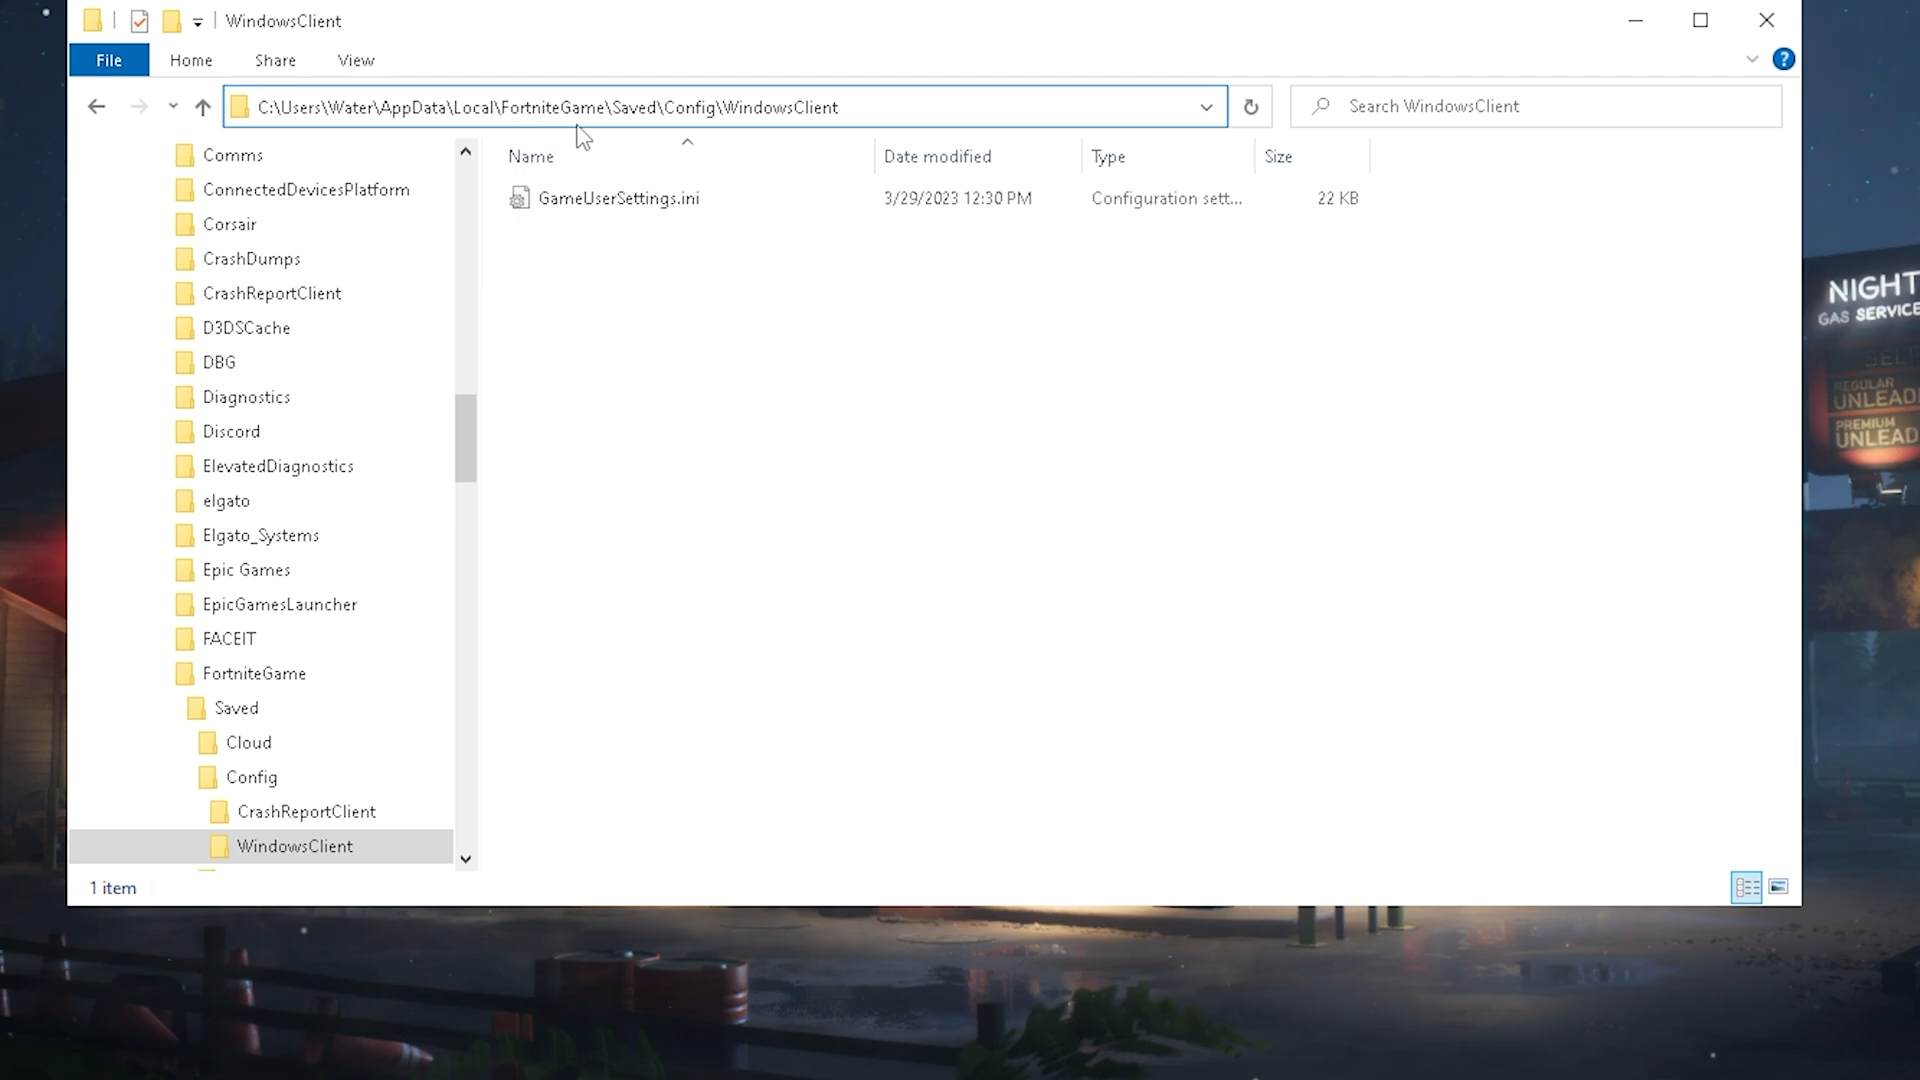 WindowsClient
File Home Share View
C:\Users\Water\AppData\Local\FortniteGame\Saved\Config\WindowsClient
Search WindowsClient
Name Date modified Type Size
GameUserSettings.ini 3/29/2023 12:30 PM Configuration sett... 22 KB
Comms
ConnectedDevicesPlatform
Corsair
CrashDumps
CrashReportClient
D3DSCache
DBG
Diagnostics
Discord
ElevatedDiagnostics
elgato
Elgato_Systems
Epic Games
EpicGamesLauncher
FACEIT
FortniteGame
Saved
Cloud
Config
CrashReportClient
WindowsClient
1 item
NIGHT
GAS SERVICE
SELF
REGULAR
UNLEAD
PREMIUM
UNLEAD